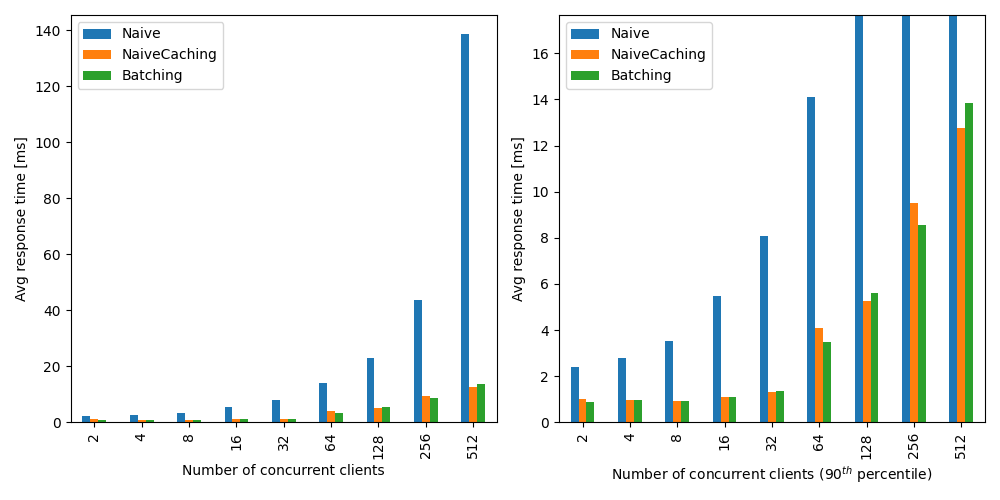 Naive
NaiveCaching
Batching
Avg response time [ms]
140
120
100
80
60
40
20
0
2 4 8 16 32 64 128 256 512
Number of concurrent clients
Naive
NaiveCaching
Batching
Avg response time [ms]
16
14
12
10
8
6
4
2
0
2 4 8 16 32 64 128 256 512
Number of concurrent clients (90th percentile)